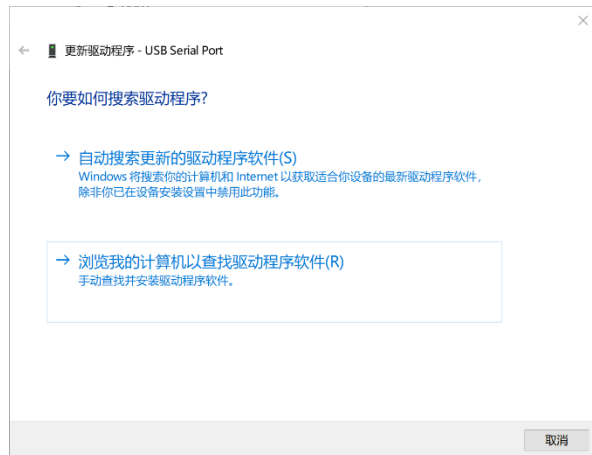 更新驱动程序 - USB Serial Port
你要如何搜索驱动程序?
自动搜索更新的驱动程序软件(S)
Windows 将搜索你的计算机和 Internet 以获取适合你设备的最新驱动程序软件，
除非你已在设备安装设置中禁用此功能。
浏览我的计算机以查找驱动程序软件(R)
手动查找并安装驱动程序软件。
取消